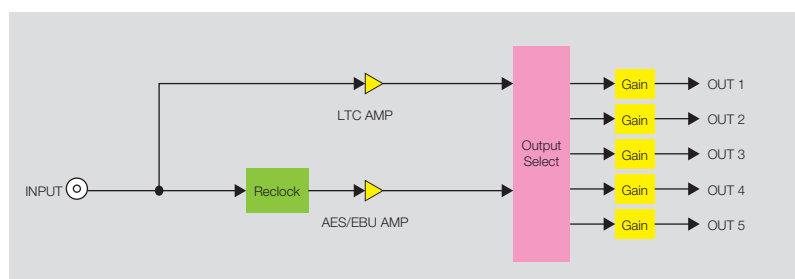 LTC AMP
INPUT
Reclock
AES/EBU AMP
Output
Select
Gain OUT 1
Gain OUT 2
Gain OUT 3
Gain OUT 4
Gain OUT 5